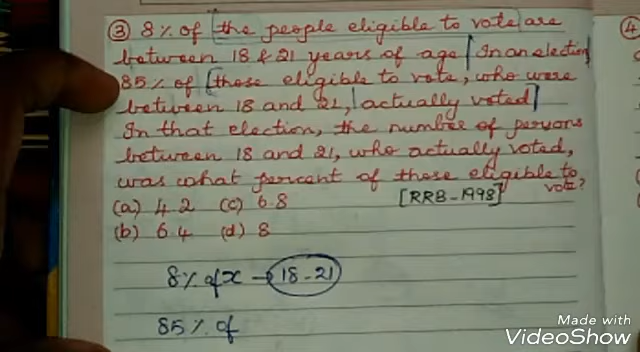 ③ 8% of the people eligible to vote are
between 18 & 21 years of age In an election
85% of those eligible to vote, who were
between 18 and 21, actually voted
In that election, the number of persons
between 18 and 21, who actually voted,
was what percent of those eligible to
vote?
(a) 4.2 (c) 6.8 [RRB-1998]
(b) 6.4 (d) 8
8% of x → 18-21
85% of
④
Made with
VideoShow